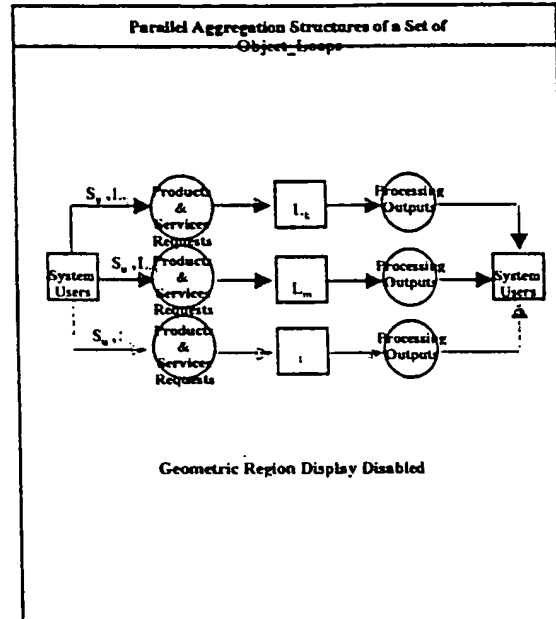 Parallel Aggregation Structures of a Set of
Object_Loops
Products
&
Services
Requests
Processing
Outputs
System
Users
Products
&
Services
Requests
L_m
Processing
Outputs
System
Users
Products
&
Services
Requests
Processing
Outputs
Geometric Region Display Disabled